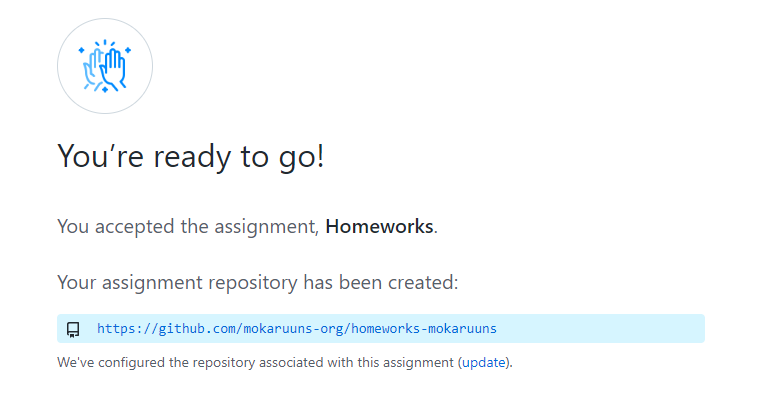 You’re ready to go!
You accepted the assignment, Homeworks.
Your assignment repository has been created:
https://github.com/mokaruuns-org/homeworks-mokaruuns
We've configured the repository associated with this assignment (update).